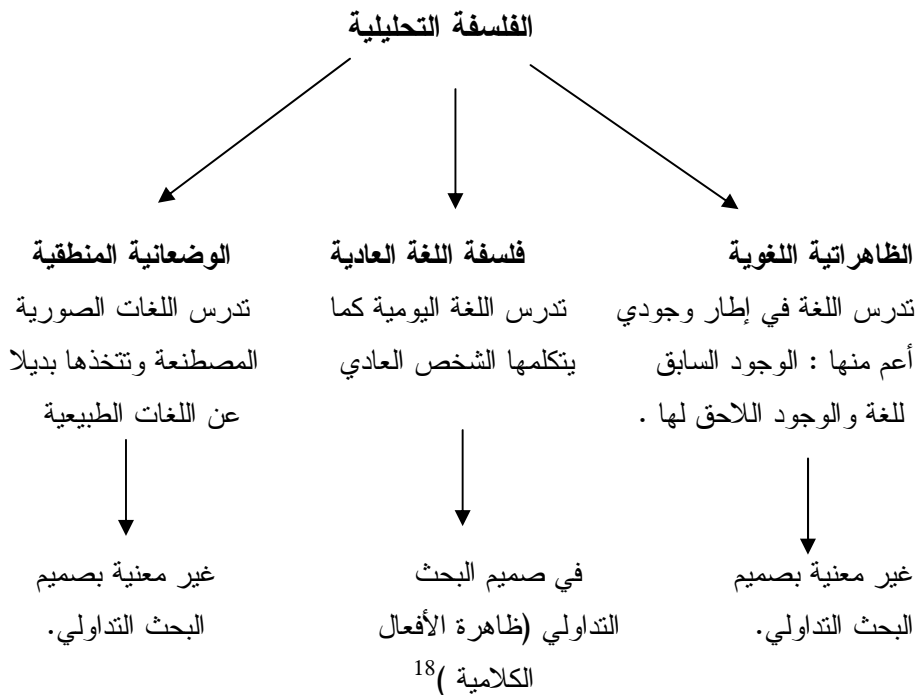 الفلسفة التحليلية
الظاهراتية اللغوية
تدرس اللغة في إطار وجودي
أعم منها : الوجود السابق
للغة والوجود اللاحق لها .
غير معنية بصميم
البحث التداولي.
فلسفة اللغة العادية
تدرس اللغة اليومية كما
يتكلمها الشخص العادي
في صميم البحث
التداولي (ظاهرة الأفعال
الكلامية )18
الوضعانية المنطقية
تدرس اللغات الصورية
المصطنعة وتتخذها بديلا
عن اللغات الطبيعية
غير معنية بصميم
البحث التداولي.